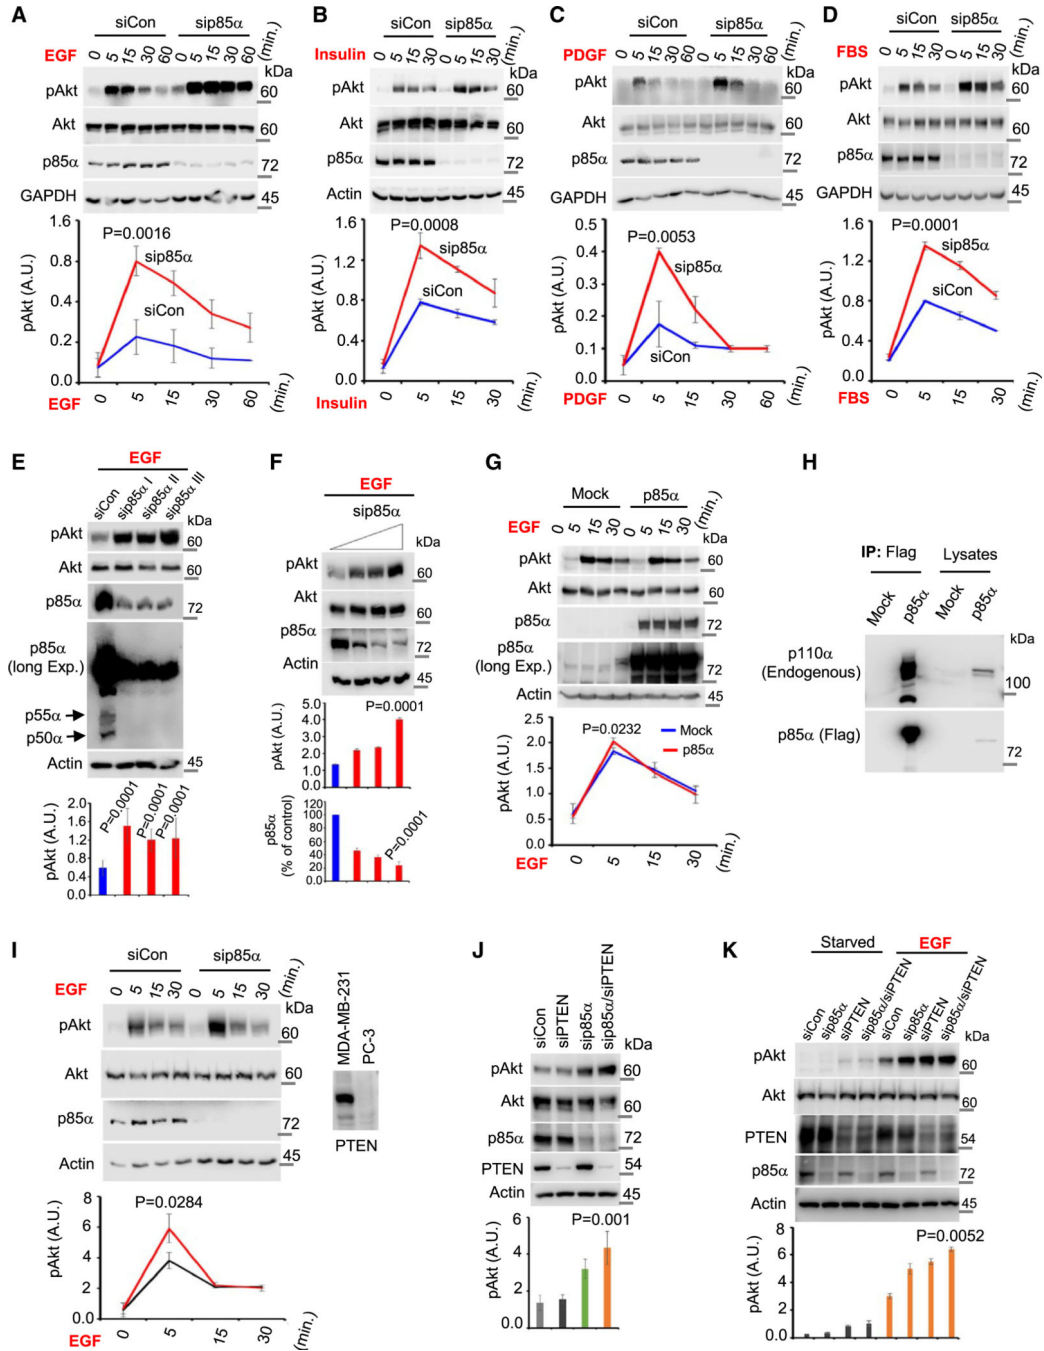 A
siCon sip85α
EGF 0 5 15 30 60 0 5 15 30 60 (min.)
kDa
pAkt 60
Akt 60
p85α 72
GAPDH 45
1.6
P=0.0016
sip85α
0.8
0.4
siCon
0.2
0.0
pAkt (A.U.)
0 5 15 30 60 (min.)
EGF
B
siCon sip85α
Insulin 0 5 15 30 0 5 15 30 (min.)
kDa
pAkt 60
Akt 60
p85α 72
Actin 45
1.6
P=0.0008
sip85α
1.2
0.8
siCon
0.4
0.0
pAkt (A.U.)
0 5 15 30 (min.)
Insulin
C
siCon sip85α
PDGF 0 5 15 30 60 0 5 15 30 60 (min.)
kDa
pAkt 60
Akt 60
p85α 72
GAPDH 45
0.5
P=0.0053
0.4
sip85α
0.3
0.2
siCon
0.1
0.0
pAkt (A.U.)
0 5 15 30 60 (min.)
PDGF
D
siCon sip85α
FBS 0 5 15 30 0 5 15 30 (min.)
kDa
pAkt 60
Akt 60
p85α 72
GAPDH 45
1.6
P=0.0001
sip85α
1.2
0.8
siCon
0.4
0.0
pAkt (A.U.)
0 5 15 30 (min.)
FBS
E
EGF
siCon sip85α I sip85α II sip85α III
kDa
pAkt 60
Akt 60
p85α 72
p85α
(long Exp.)
p55α
p50α
Actin 45
P=0.0001 P=0.0001 P=0.0001
2.0
1.6
1.2
0.8
0.4
0.0
pAkt (A.U.)
F
EGF
sip85α
kDa
pAkt 60
Akt 60
p85α 72
Actin 45
5.0
P=0.0001
4.0
3.0
2.0
1.0
0.0
pAkt (A.U.)
120
100
80
60
40
20
0.0
P=0.0001
p85α
(% of control)
G
Mock p85α
EGF 0 5 15 30 0 5 15 30 (min.)
kDa
pAkt 60
Akt 60
p85α 72
p85α
(long Exp.) 72
Actin 45
2.5
P=0.0232
Mock
p85α
2.0
1.5
1.0
0.5
0.0
pAkt (A.U.)
0 5 15 30 (min.)
EGF
H
IP: Flag Lysates
Mock p85α Mock p85α
kDa
p110α
(Endogenous) 100
p85α (Flag) 72
I
siCon sip85α
EGF 0 5 15 30 0 5 15 30 (min.)
pAkt 60
Akt 60
p85α 72
Actin 45
MDA-MB-231 PC-3
PTEN
8
P=0.0284
6
4
2
0.0
pAkt (A.U.)
0 5 15 30 (min.)
EGF
J
siCon siPTEN sip85α sip85α/siPTEN
kDa
pAkt 60
Akt 60
p85α 72
PTEN 54
Actin 45
6
P=0.001
4
2
0.0
pAkt (A.U.)
K
Starved EGF
siCon sip85α siPTEN sip85α/siPTEN siCon sip85α siPTEN sip85α/siPTEN
kDa
pAkt 60
Akt 60
PTEN 54
p85α 72
Actin 45
8
P=0.0052
6
4
2
0.0
pAkt (A.U.)